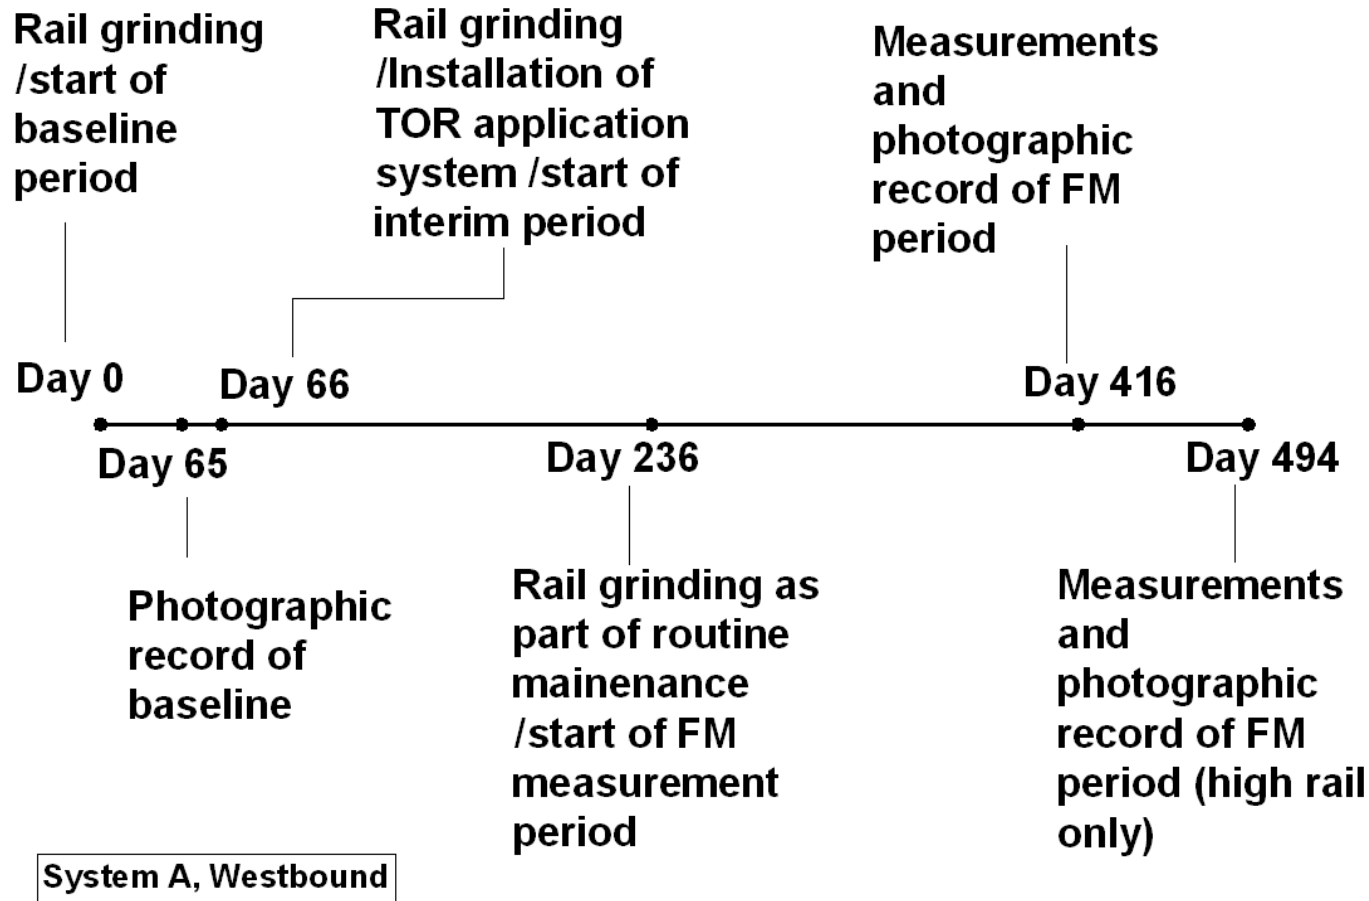 Rail grinding
/start of
baseline
period
Rail grinding
/Installation of
TOR application
system /start of
interim period
Measurements
and
photographic
record of FM
period
Day 0
Day 66
Day 416
Day 65
Day 236
Day 494
Photographic
record of
baseline
Rail grinding as
part of routine
mainenance
/start of FM
measurement
period
Measurements
and
photographic
record of FM
period (high rail
only)
System A, Westbound